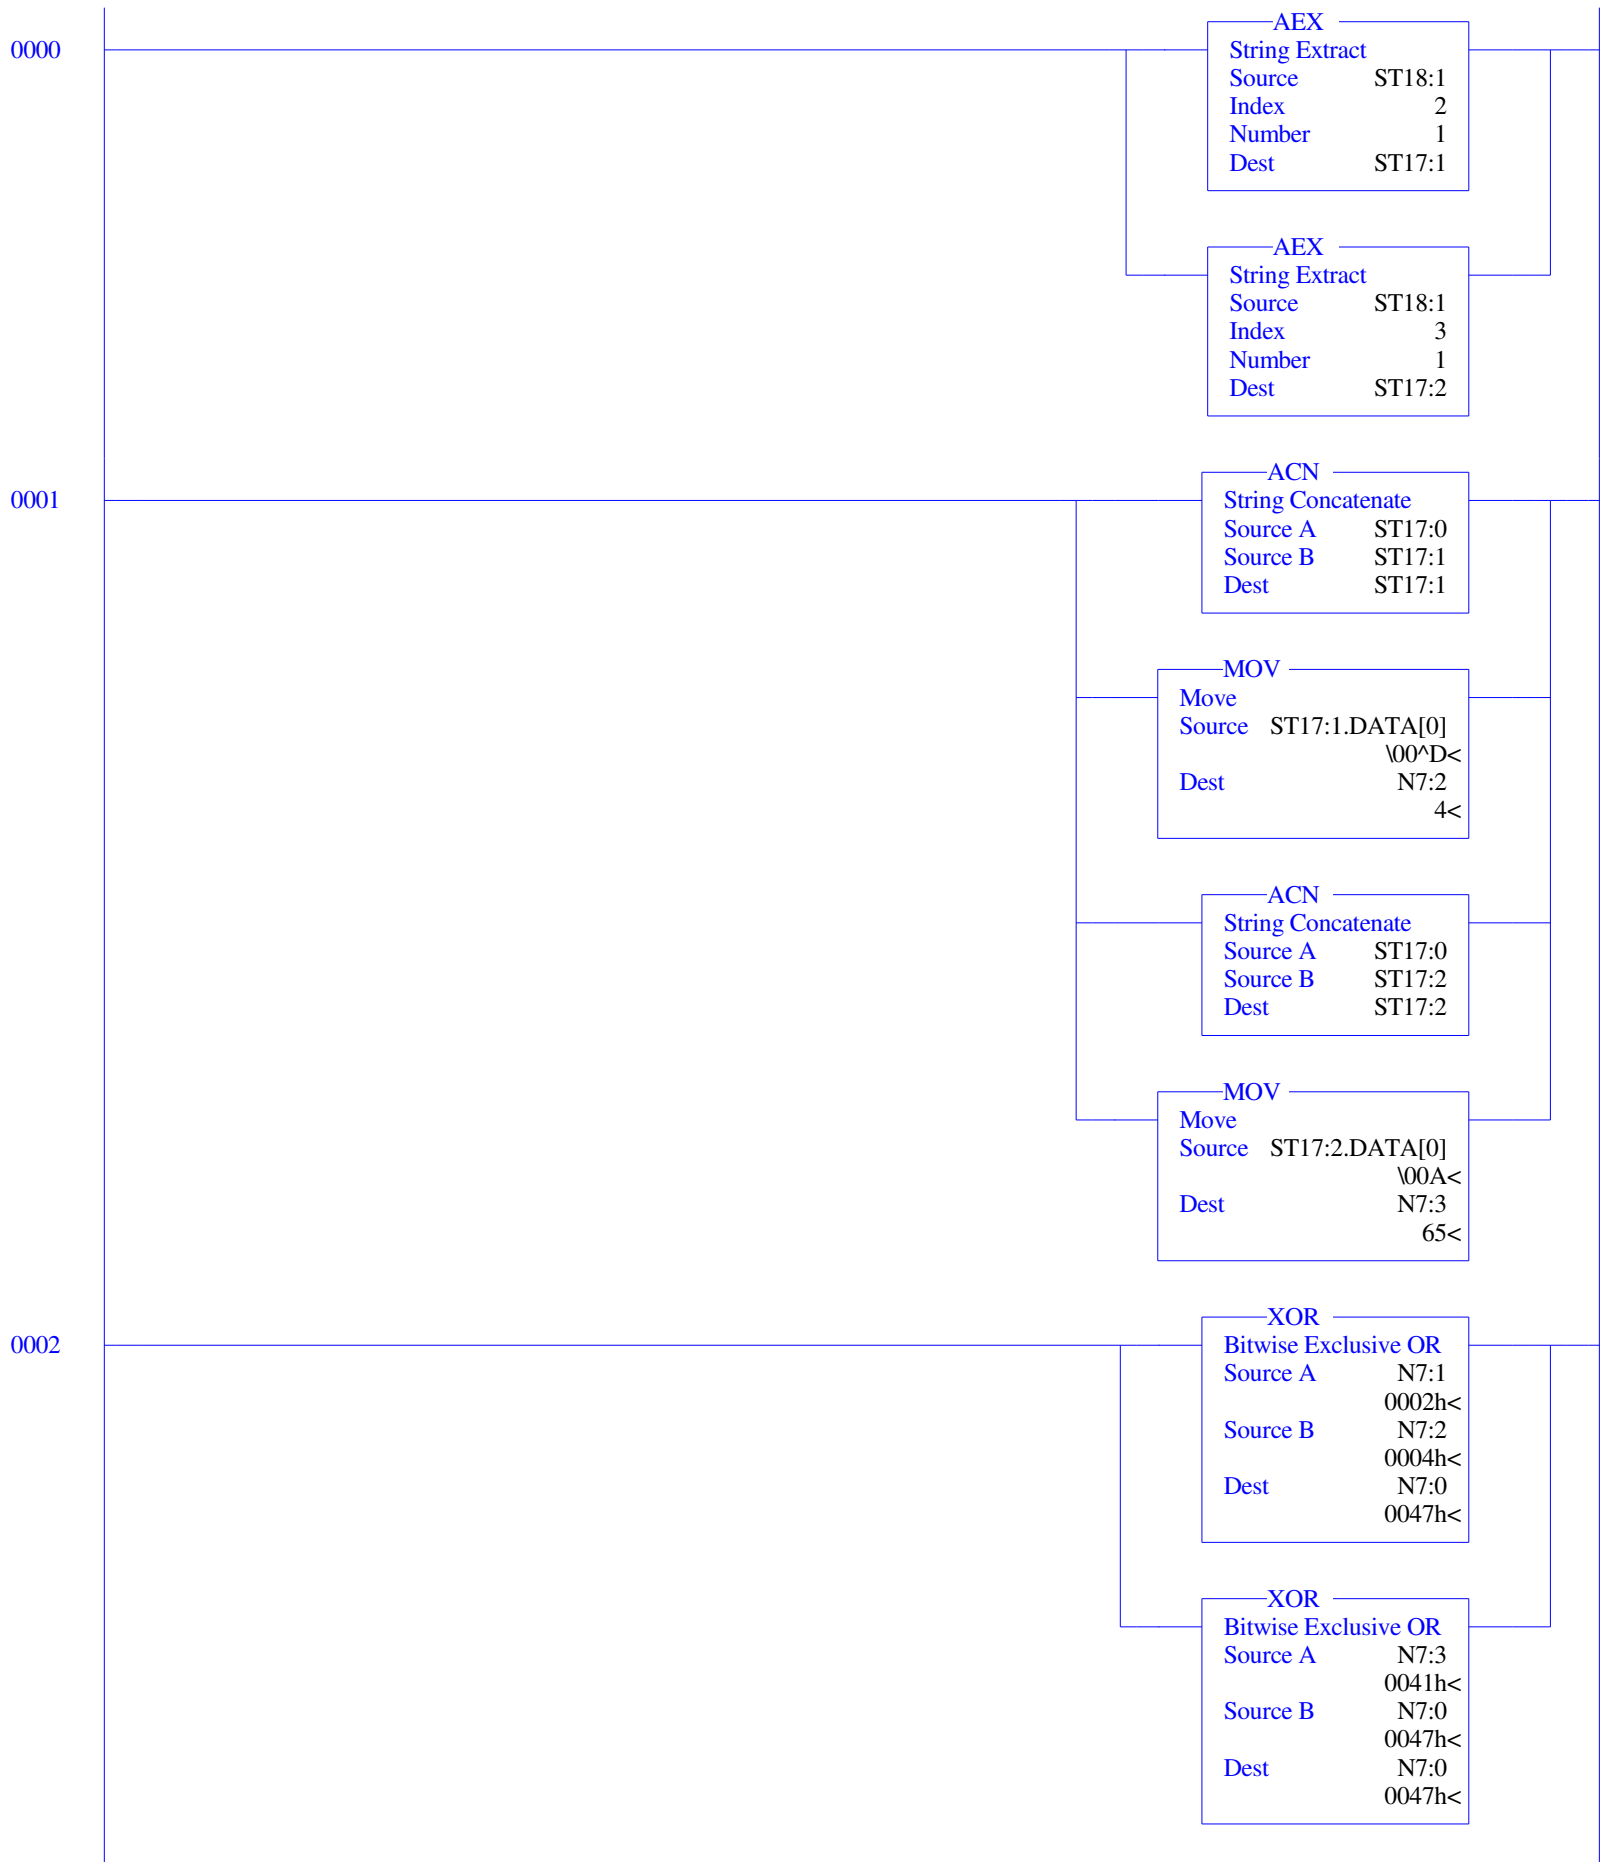 0000
AEX
String Extract
Source ST18:1
Index 2
Number 1
Dest ST17:1
AEX
String Extract
Source ST18:1
Index 3
Number 1
Dest ST17:2
0001
ACN
String Concatenate
Source A ST17:0
Source B ST17:1
Dest ST17:1
MOV
Move
Source ST17:1.DATA[0]
\00^D<
Dest N7:2
4<
ACN
String Concatenate
Source A ST17:0
Source B ST17:2
Dest ST17:2
MOV
Move
Source ST17:2.DATA[0]
\00A<
Dest N7:3
65<
0002
XOR
Bitwise Exclusive OR
Source A N7:1
0002h<
Source B N7:2
0004h<
Dest N7:0
0047h<
XOR
Bitwise Exclusive OR
Source A N7:3
0041h<
Source B N7:0
0047h<
Dest N7:0
0047h<